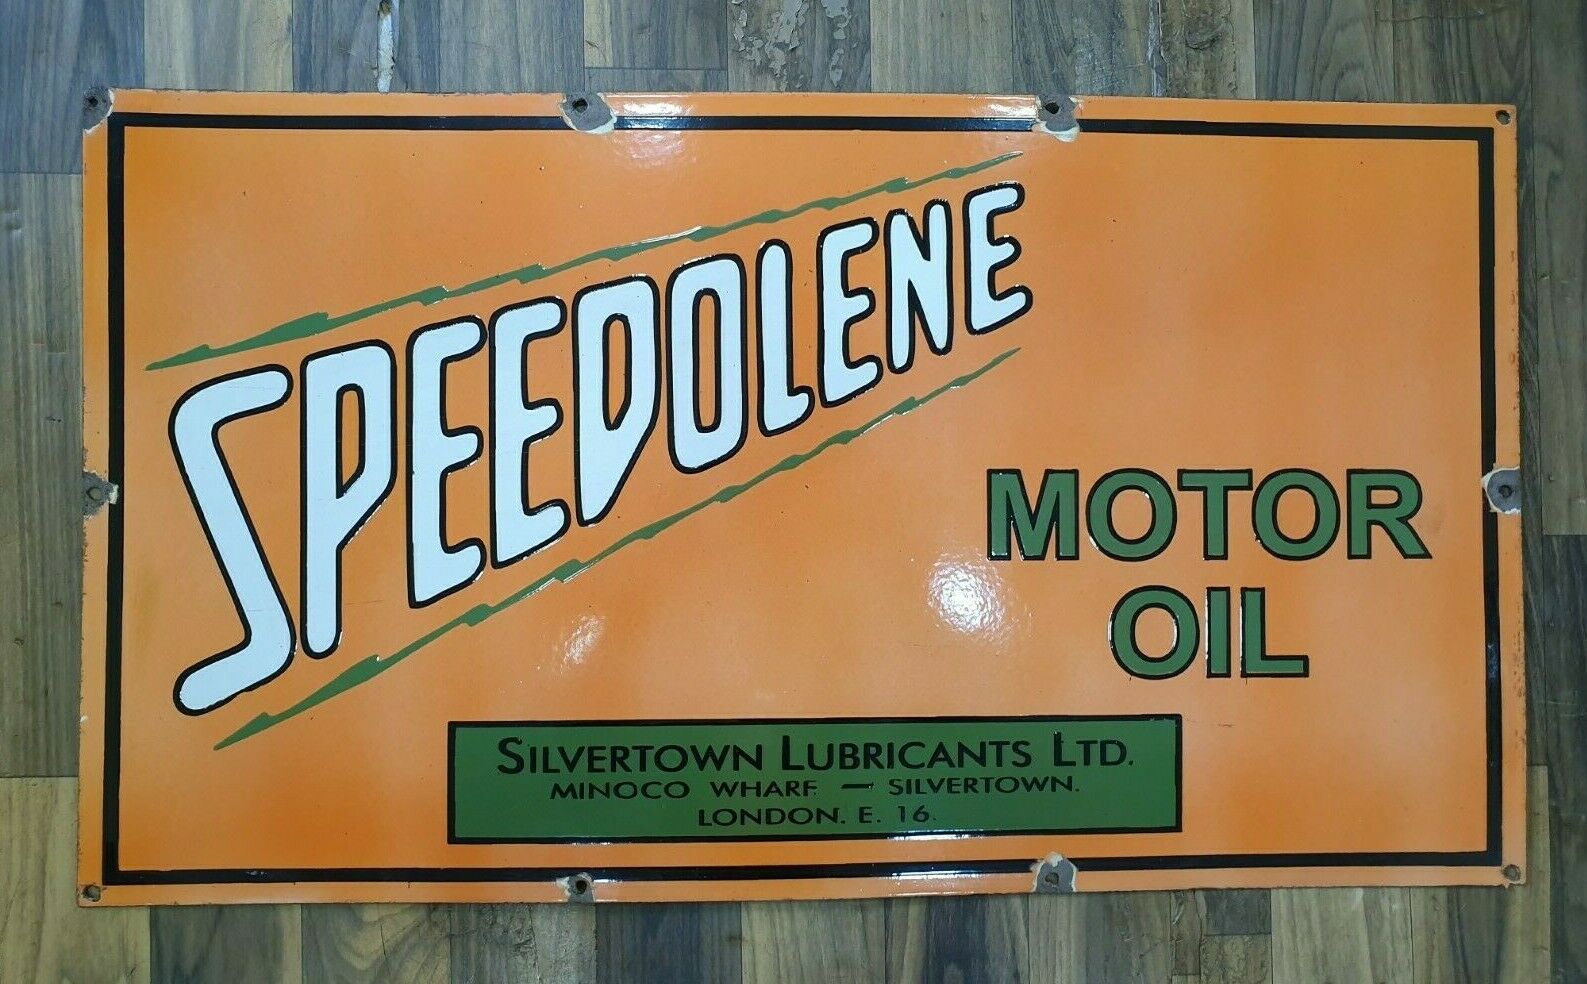 SPEEDOLENE
MOTOR
OIL
SILVERTOWN LUBRICANTS LTD.
MINOCO WHARF. — SILVERTOWN.
LONDON. E. 16.